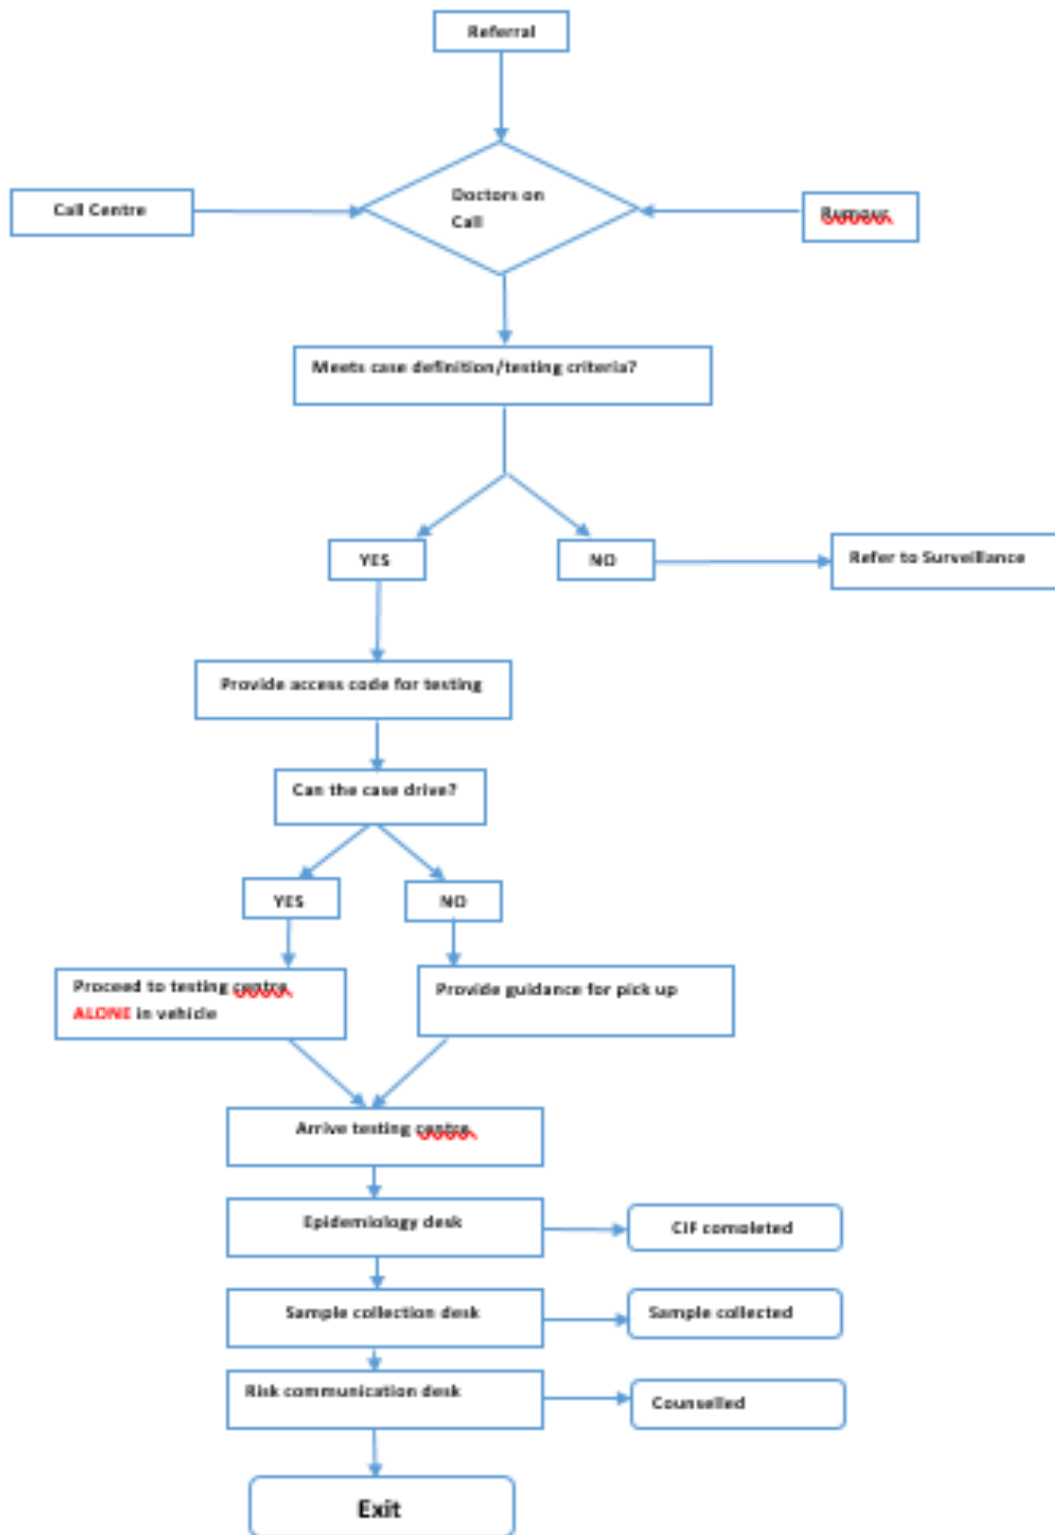 Referral
Doctors on
Call
Call Centre
Rumour
Meets case definition/testing criteria?
YES
NO
Refer to Surveillance
Provide access code for testing
Can the case drive?
YES
NO
Proceed to testing centre
ALONE in vehicle
Provide guidance for pick up
Arrive testing centre
Epidemiology desk
CIF completed
Sample collection desk
Sample collected
Risk communication desk
Counselled
Exit